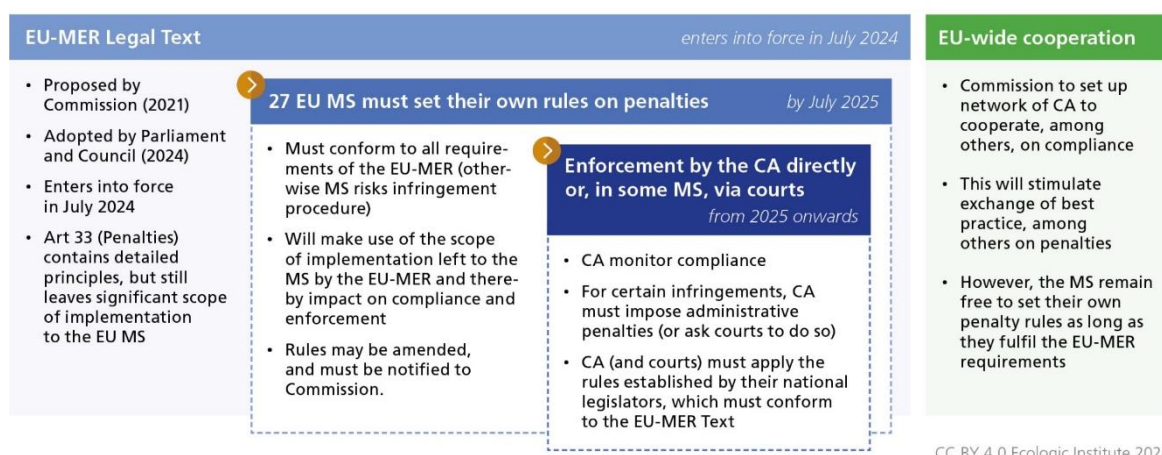 EU-MER Legal Text
enters into force in July 2024
• Proposed by
Commission (2021)
• Adopted by Parliament
and Council (2024)
• Enters into force
in July 2024
• Art 33 (Penalties)
contains detailed
principles, but still
leaves significant scope
of implementation
to the EU MS
27 EU MS must set their own rules on penalties
by July 2025
• Must conform to all require-
ments of the EU-MER (other-
wise MS risks infringement
procedure)
• Will make use of the scope
of implementation left to the
MS by the EU-MER and there-
by impact on compliance and
enforcement
• Rules may be amended,
and must be notified to
Commission.
Enforcement by the CA directly
or, in some MS, via courts
from 2025 onwards
• CA monitor compliance
• For certain infringements, CA
must impose administrative
penalties (or ask courts to do so)
• CA (and courts) must apply the
rules established by their national
legislators, which must conform
to the EU-MER Text
EU-wide cooperation
• Commission to set up
network of CA to
cooperate, among
others, on compliance
• This will stimulate
exchange of best
practice, among
others on penalties
• However, the MS remain
free to set their own
penalty rules as long as
they fulfil the EU-MER
requirements
CC BY 4.0 Ecologic Institute